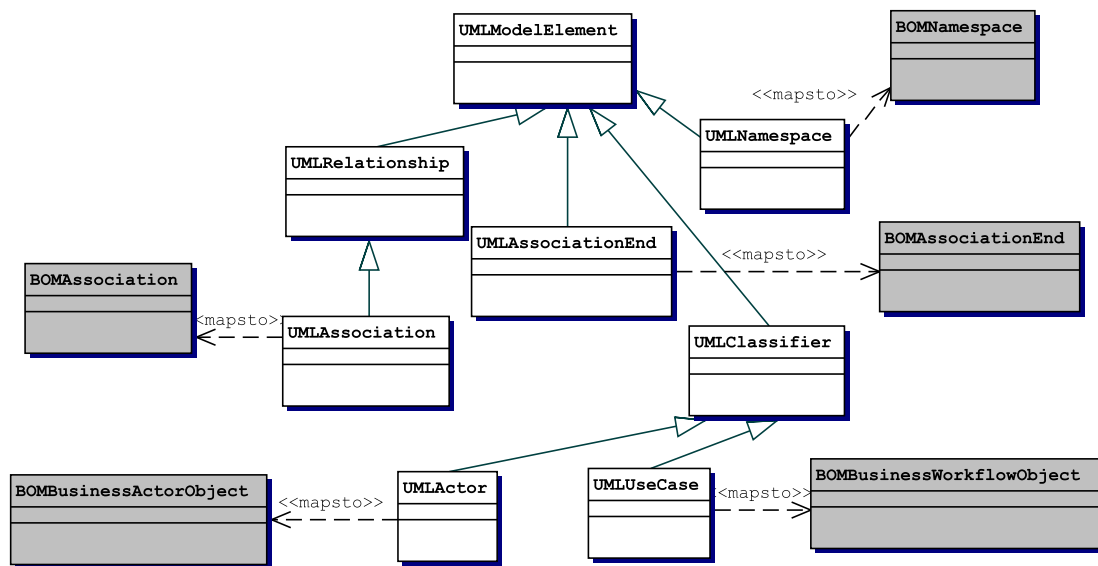 UMLModelElement
BOMNamespace
<<mapsto>>
UMLNamespace
UMLRelationship
UMLAssociationEnd
<<mapsto>>
BOMAssociationEnd
BOMAssociation
<mapsto>
UMLAssociation
UMLClassifier
BOMBusinessActorObject
<<mapsto>>
UMLActor
UMLUseCase
<mapsto>>
BOMBusinessWorkflowObject